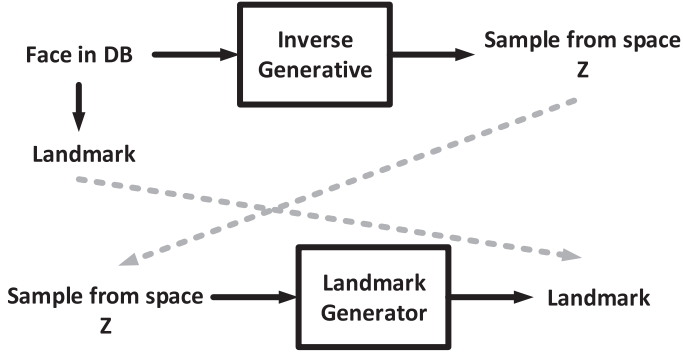 Face in DB
Inverse
Generative
Sample from space
Z
Landmark
Sample from space
Z
Landmark
Generator
Landmark